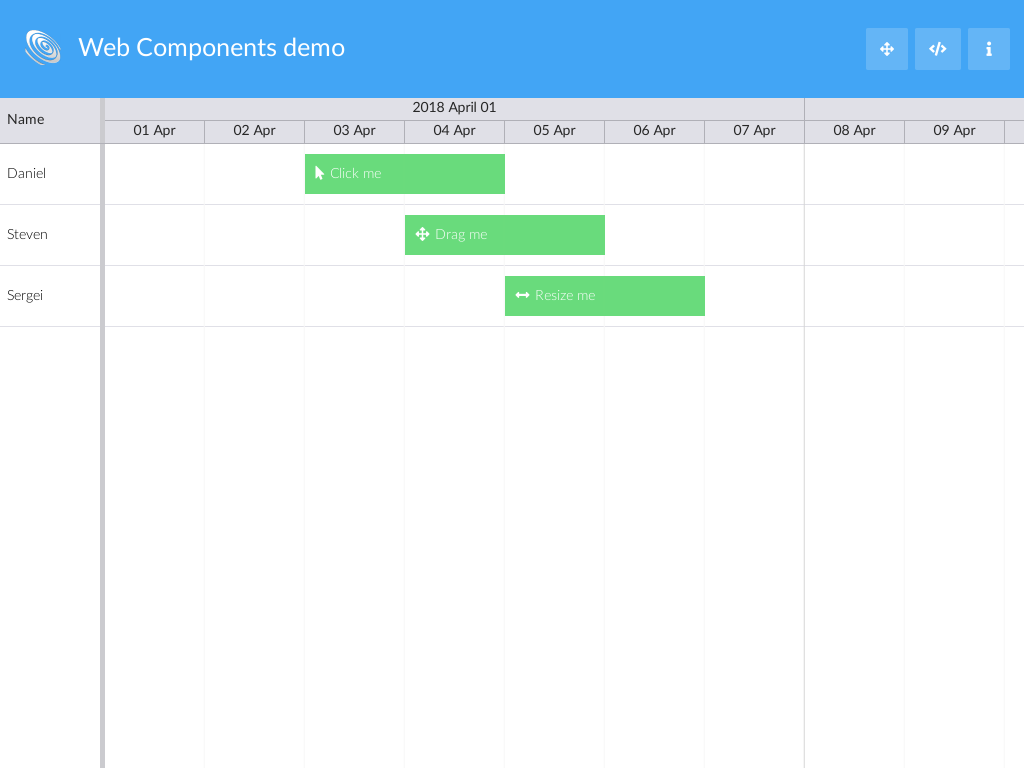 Web Components demo
Name
2018 April 01
01 Apr 02 Apr 03 Apr 04 Apr 05 Apr 06 Apr 07 Apr 08 Apr 09 Apr
Daniel
Click me
Steven
Drag me
Sergei
Resize me